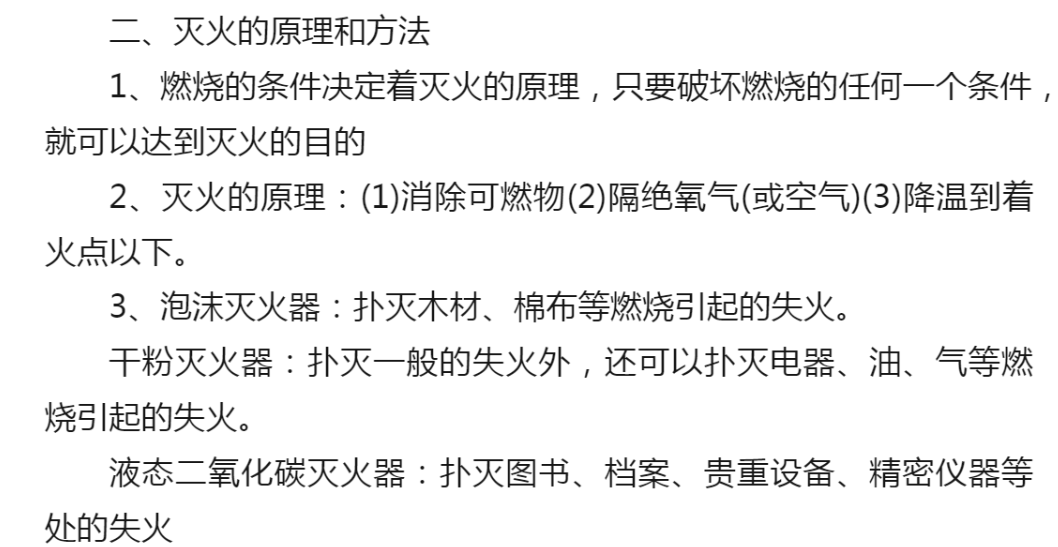 二、灭火的原理和方法
1、燃烧的条件决定着灭火的原理，只要破坏燃烧的任何一个条件，
就可以达到灭火的目的
2、灭火的原理：(1)消除可燃物(2)隔绝氧气(或空气)(3)降温到着
火点以下。
3、泡沫灭火器：扑灭木材、棉布等燃烧引起的失火。
干粉灭火器：扑灭一般的失火外，还可以扑灭电器、油、气等燃
烧引起的失火。
液态二氧化碳灭火器：扑灭图书、档案、贵重设备、精密仪器等
处的失火